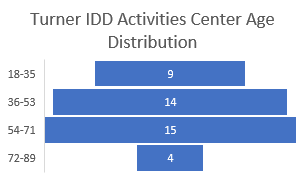 Turner IDD Activities Center Age
Distribution
18-35 9
36-53 14
54-71 15
72-89 4